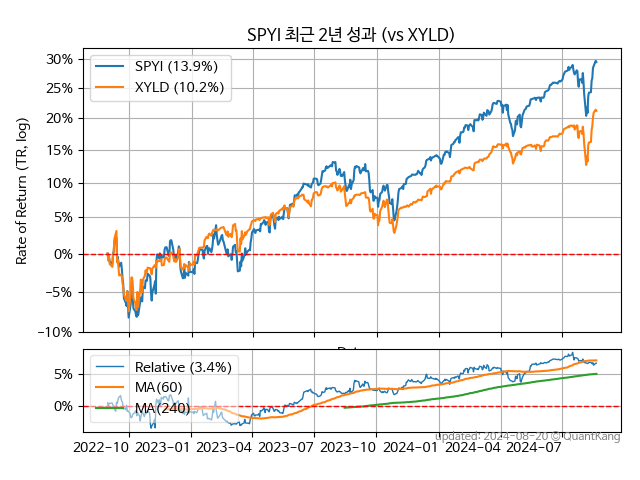 SPYI 최근 2년 성과 (vs XYLD)
Rate of Return (TR, log)
30%
25%
20%
15%
10%
5%
0%
−5%
−10%
SPYI (13.9%)
XYLD (10.2%)
5%
0%
Relative (3.4%)
MA(60)
MA(240)
2022−10
2023−01
2023−04
2023−07
2023−10
2024−01
2024−04
2024−07
updated: 2024−08−20 © QuantKang